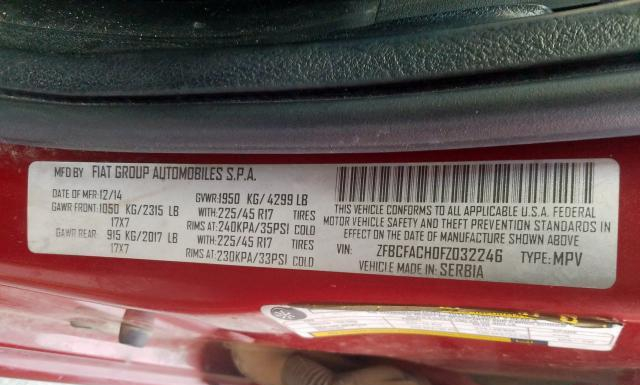 MFD BY FIAT GROUP AUTOMOBILES S.P.A.
DATE OF MFR 12/14 GVWR: 1950 KG/ 4299 LB
GAWR FRONT: 1050 KG/2315 LB WITH: 225/45 R17 TIRES
17X7 RIMS AT: 240KPA/35PSI COLD
GAWR REAR: 915 KG/2017 LB WITH: 225/45 R17 TIRES
17X7 RIMS AT: 230KPA/33PSI COLD
THIS VEHICLE CONFORMS TO ALL APPLICABLE U.S.A. FEDERAL
MOTOR VEHICLE SAFETY AND THEFT PREVENTION STANDARDS
IN EFFECT ON THE DATE OF MANUFACTURE SHOWN ABOVE.
VIN: ZFBCFACH0FZ032246 TYPE: MPV
VEHICLE MADE IN: SERBIA